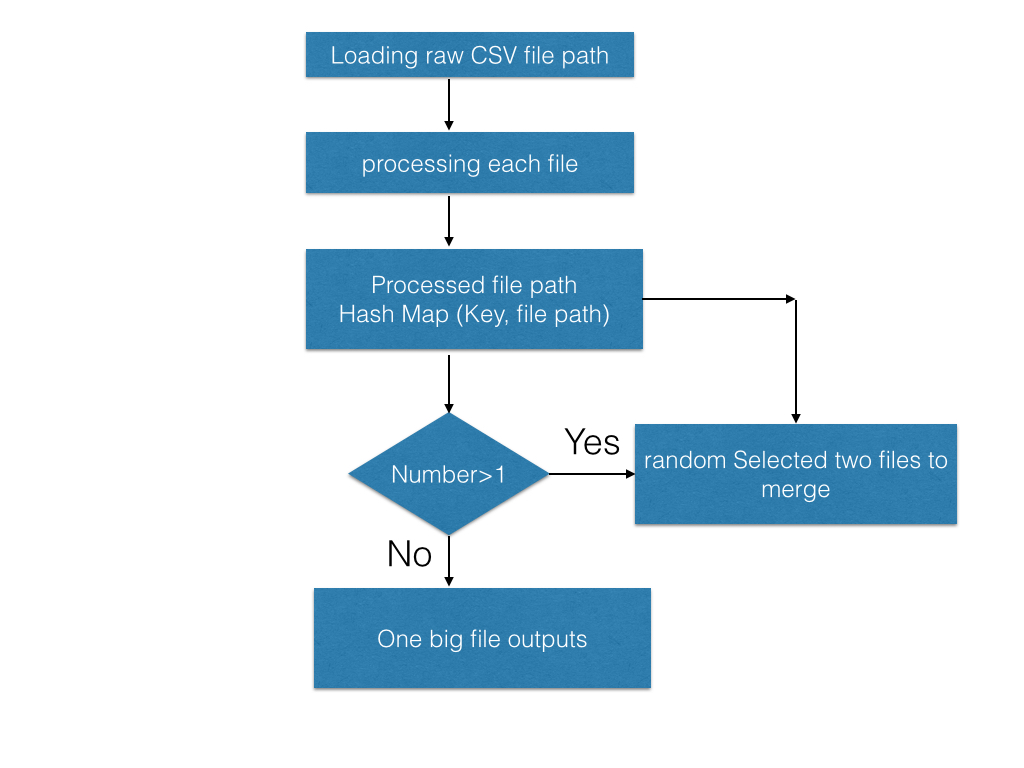 Loading raw CSV file path
processing each file
Processed file path
Hash Map (Key, file path)
Yes
random Selected two files to
merge
Number>1
No
One big file outputs